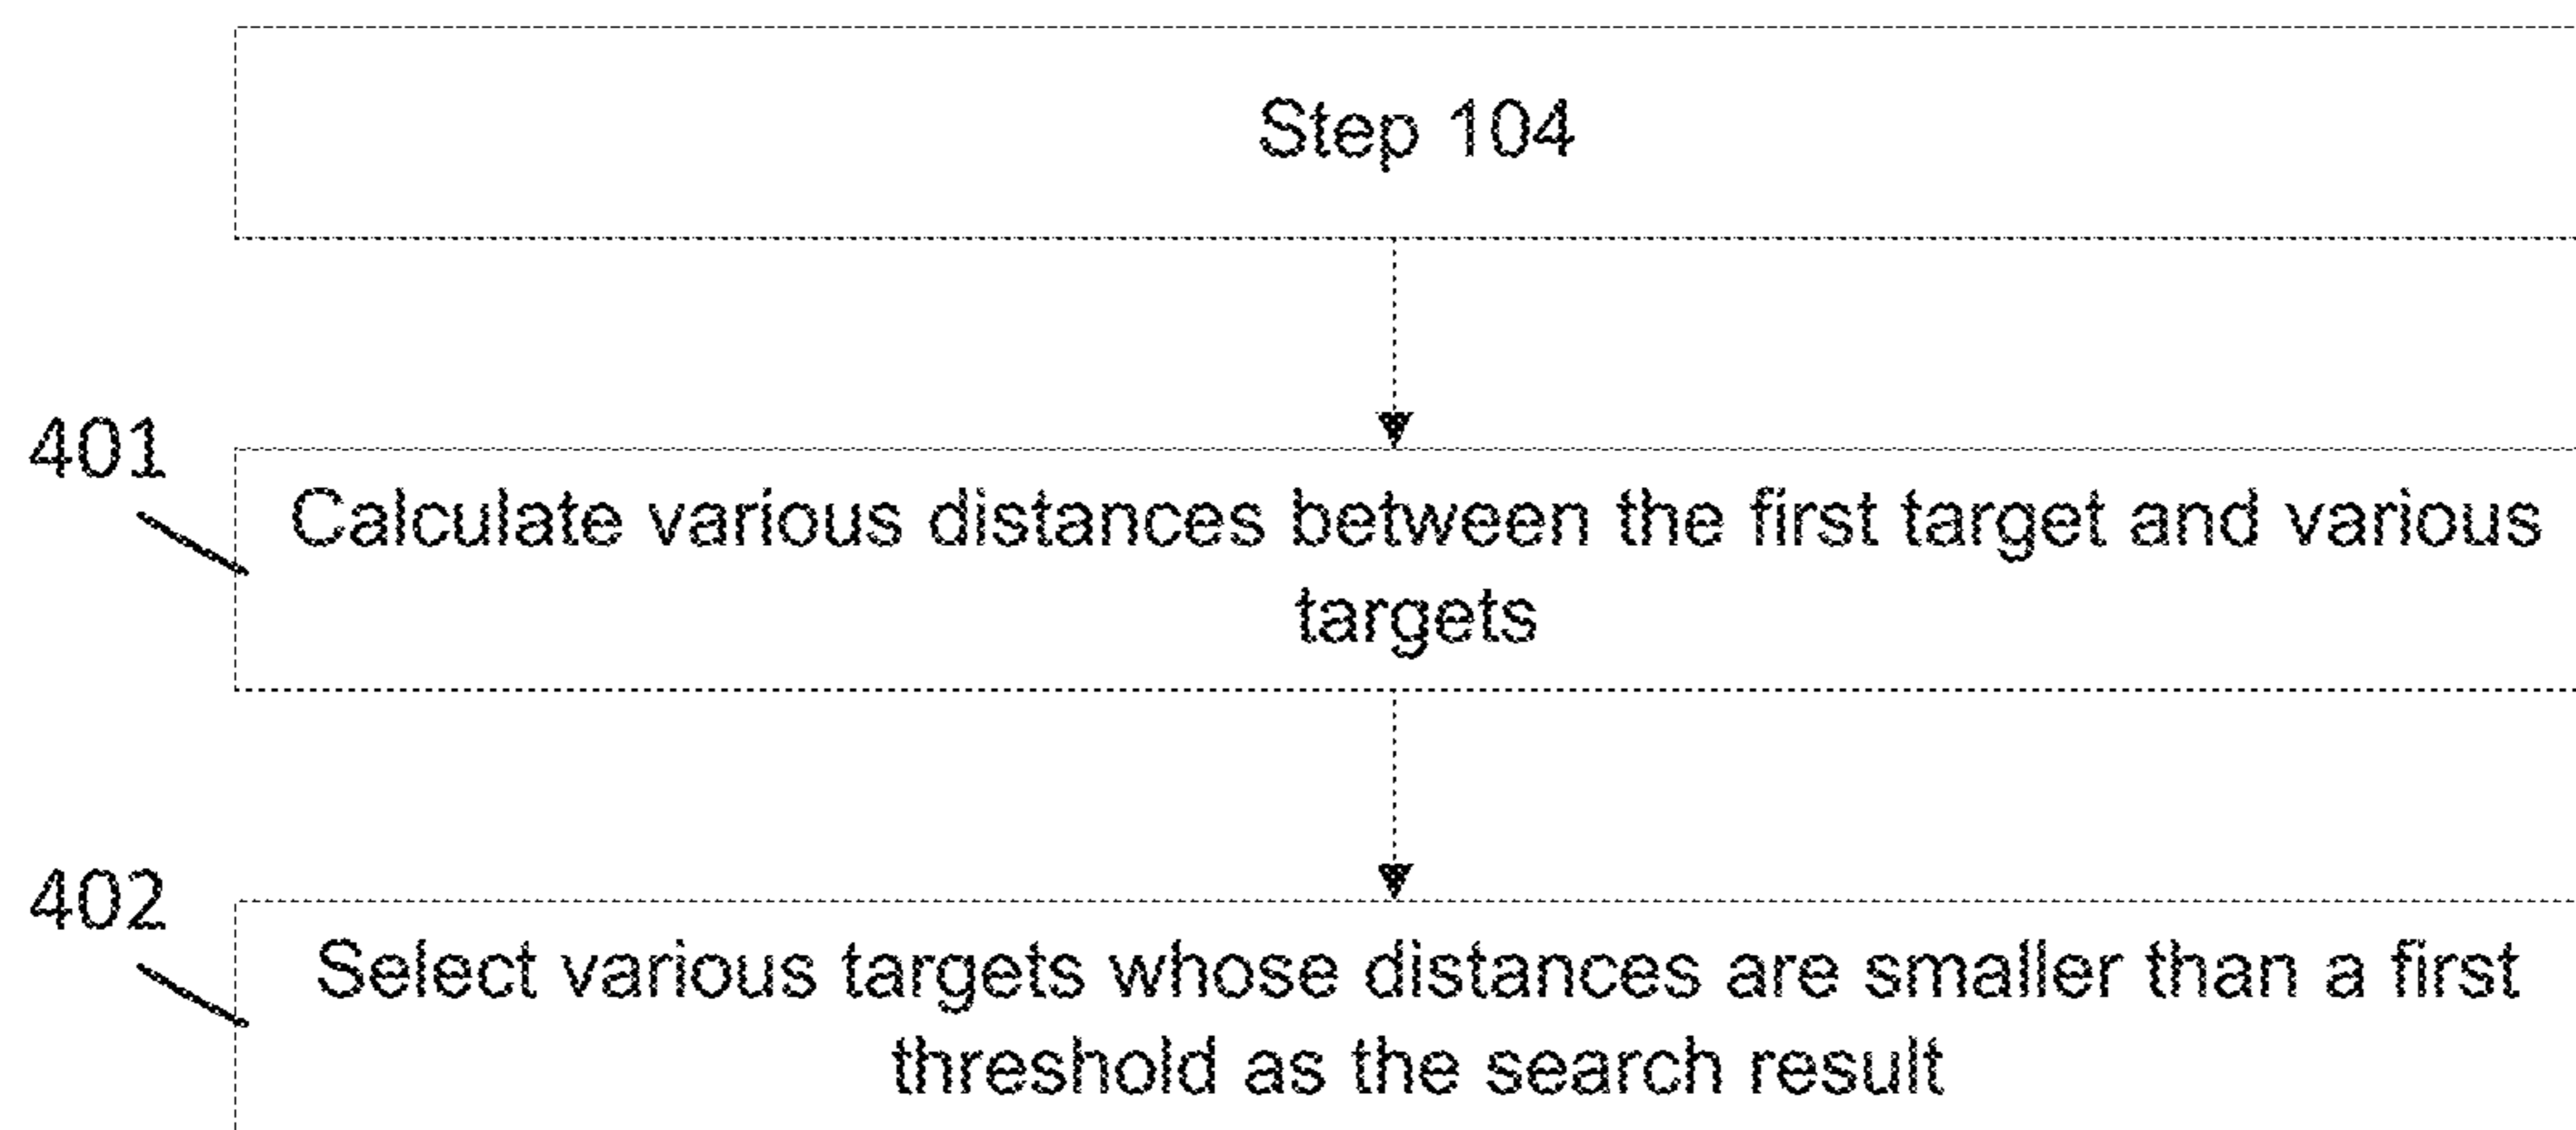 Step 104
401
Calculate various distances between the first target and various
targets
402
Select various targets whose distances are smaller than a first
threshold as the search result